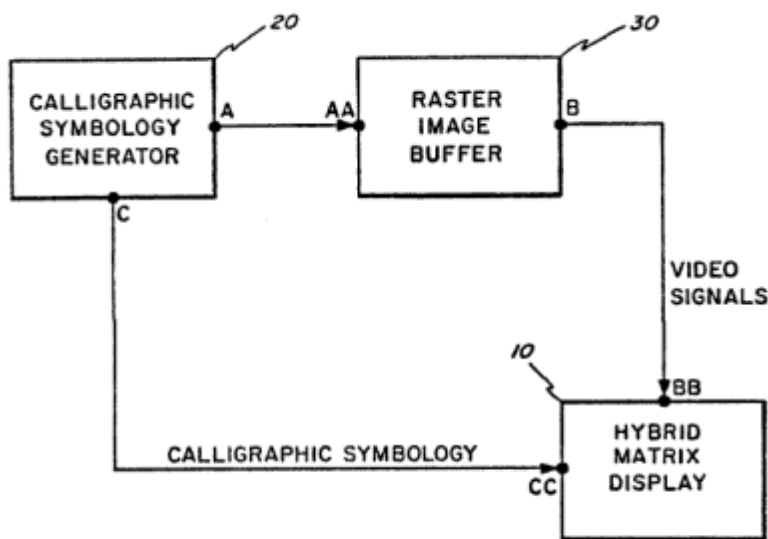 20
30
CALLIGRAPHIC
SYMBOLOGY
GENERATOR
A
AA
RASTER
IMAGE
BUFFER
B
C
VIDEO
SIGNALS
10
BB
CALLIGRAPHIC SYMBOLOGY
CC
HYBRID
MATRIX
DISPLAY